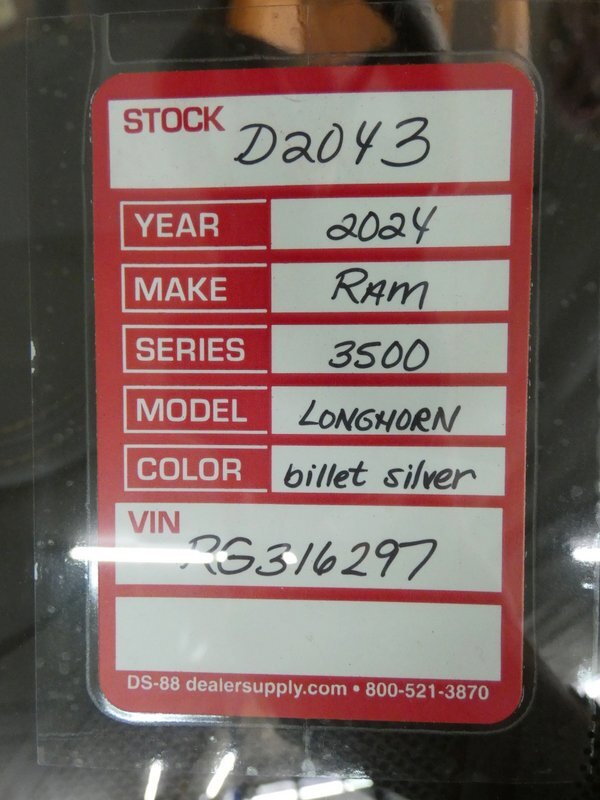 STOCK D2043
YEAR 2024
MAKE RAM
SERIES 3500
MODEL LONGHORN
COLOR billet silver
VIN
RG316297
DS-88 dealersupply.com • 800-521-3870